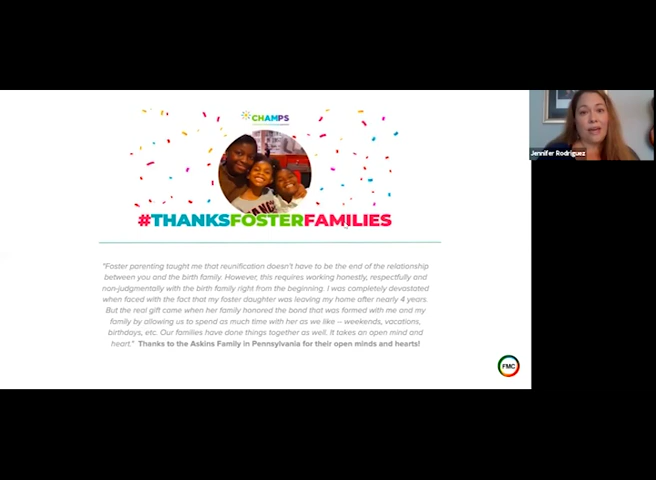 CHAMPS
#THANKSFOSTERFAMILIES
Jennifer Rodriguez
"Foster parenting taught me that reunification doesn't have to be the end of the relationship
between you and the birth family. However, this requires working honestly, respectfully and
non-judgmentally with the birth family right from the beginning. I was completely devastated
when faced with the fact that my foster daughter was leaving my home after nearly 4 years.
But the real gift came when her family honored the bond that was formed with me and my
family by allowing us to spend as much time with her as we like – weekends, vacations,
birthdays, etc. Our families have done things together as well. It takes an open mind and
heart." Thanks to the Askins Family in Pennsylvania for their open minds and hearts!
FMC